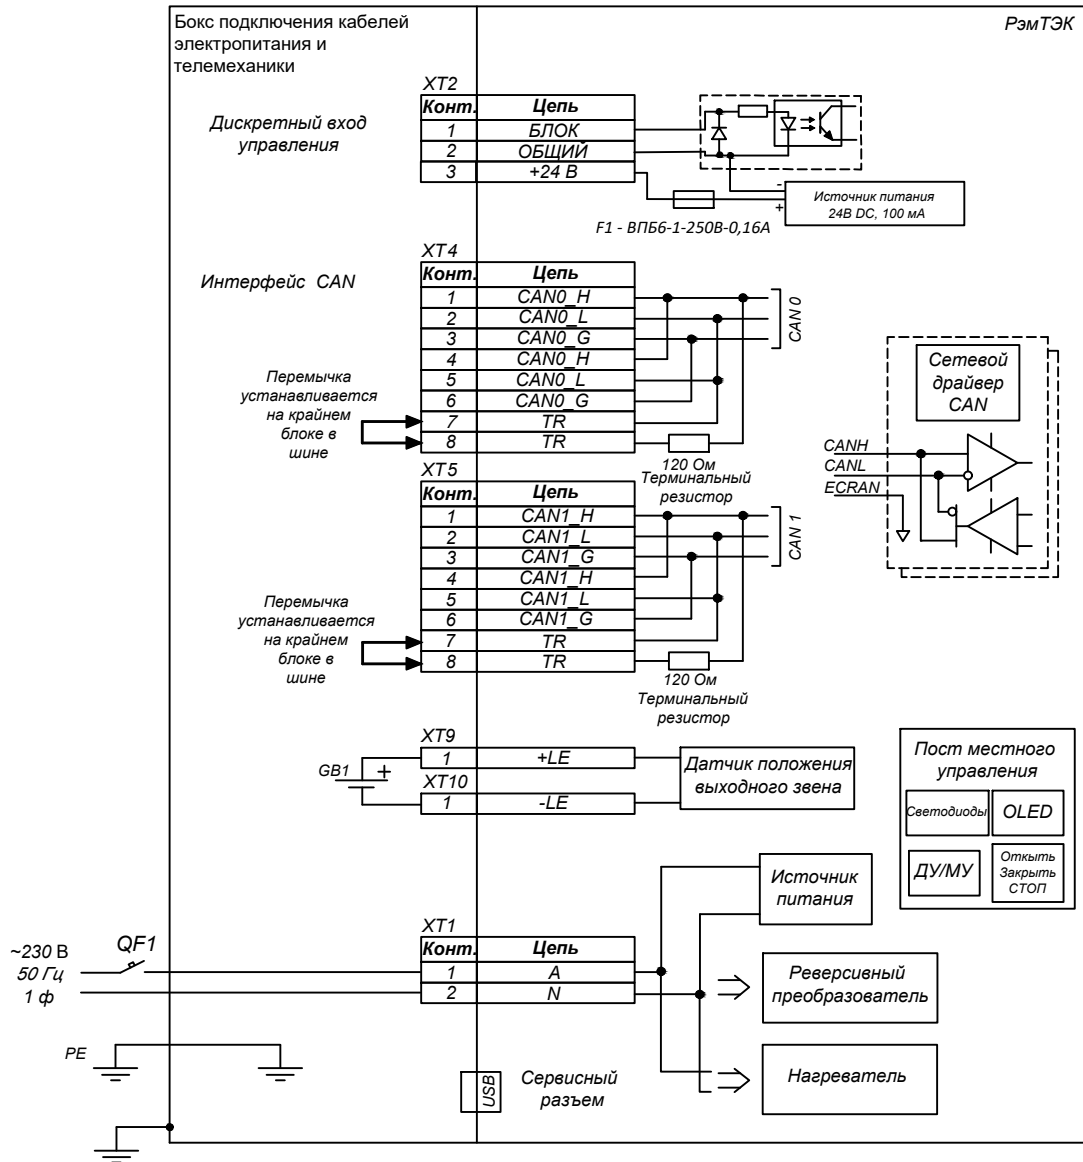 Бокс подключения кабелей
электропитания и
телемеханики
РэмТЭК
XT2
Конт. Цепь
1 БЛОК
2 ОБЩИЙ
3 +24 В
Дискретный вход
управления
-
+
Источник питания
24В DC, 100 мА
F1 - ВПБ6-1-250В-0,16А
XT4
Конт. Цепь
1 CAN0_H
2 CAN0_L
3 CAN0_G
4 CAN0_H
5 CAN0_L
6 CAN0_G
7 TR
8 TR
Интерфейс CAN
Перемычка
устанавливается
на крайнем
блоке в
шине
CAN 0
120 Ом
Терминальный
резистор
Сетевой
драйвер
CAN
CANH
CANL
ECRAN
XT5
Конт. Цепь
1 CAN1_H
2 CAN1_L
3 CAN1_G
4 CAN1_H
5 CAN1_L
6 CAN1_G
7 TR
8 TR
Перемычка
устанавливается
на крайнем
блоке в
шине
CAN 1
120 Ом
Терминальный
резистор
XT9
1 +LE
GB1
+
XT10
1 -LE
Датчик положения
выходного звена
Пост местного
управления
Светодиоды
OLED
ДУ/МУ
Откыть
Закрыть
СТОП
Источник
питания
XT1
Конт. Цепь
1 A
2 N
~230 В
50 Гц
1 ф
QF1
Реверсивный
преобразователь
Нагреватель
PE
USB
Сервисный
разъем